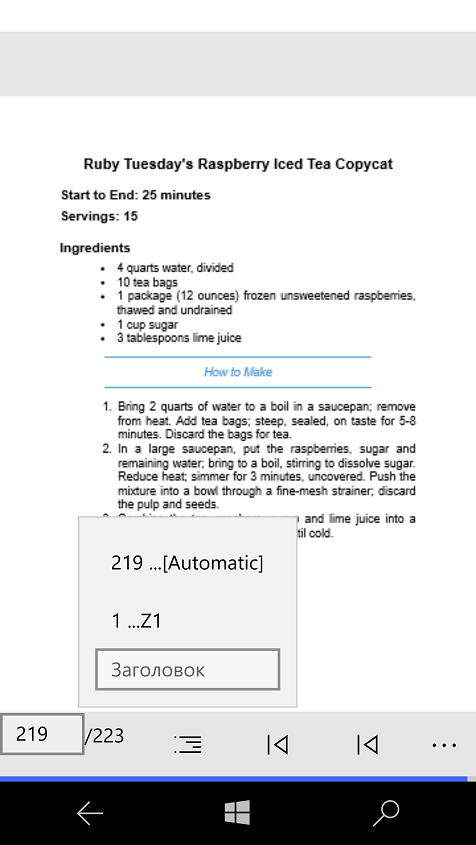 Ruby Tuesday's Raspberry Iced Tea Copycat
Start to End: 25 minutes
Servings: 15
Ingredients
• 4 quarts water, divided
• 10 tea bags
• 1 package (12 ounces) frozen unsweetened raspberries,
thawed and undrained
• 1 cup sugar
• 3 tablespoons lime juice
How to Make
1. Bring 2 quarts of water to a boil in a saucepan; remove
from heat. Add tea bags; steep, sealed, on taste for 5-8
minutes. Discard the bags for tea.
2. In a large saucepan, put the raspberries, sugar and
remaining water; bring to a boil, stirring to dissolve sugar.
Reduce heat; simmer for 3 minutes, uncovered. Push the
mixture into a bowl through a fine-mesh strainer; discard
the pulp and seeds.
and lime juice into a
til cold.
219 ...[Automatic]
1 ...Z1
Заголовок
219 /223